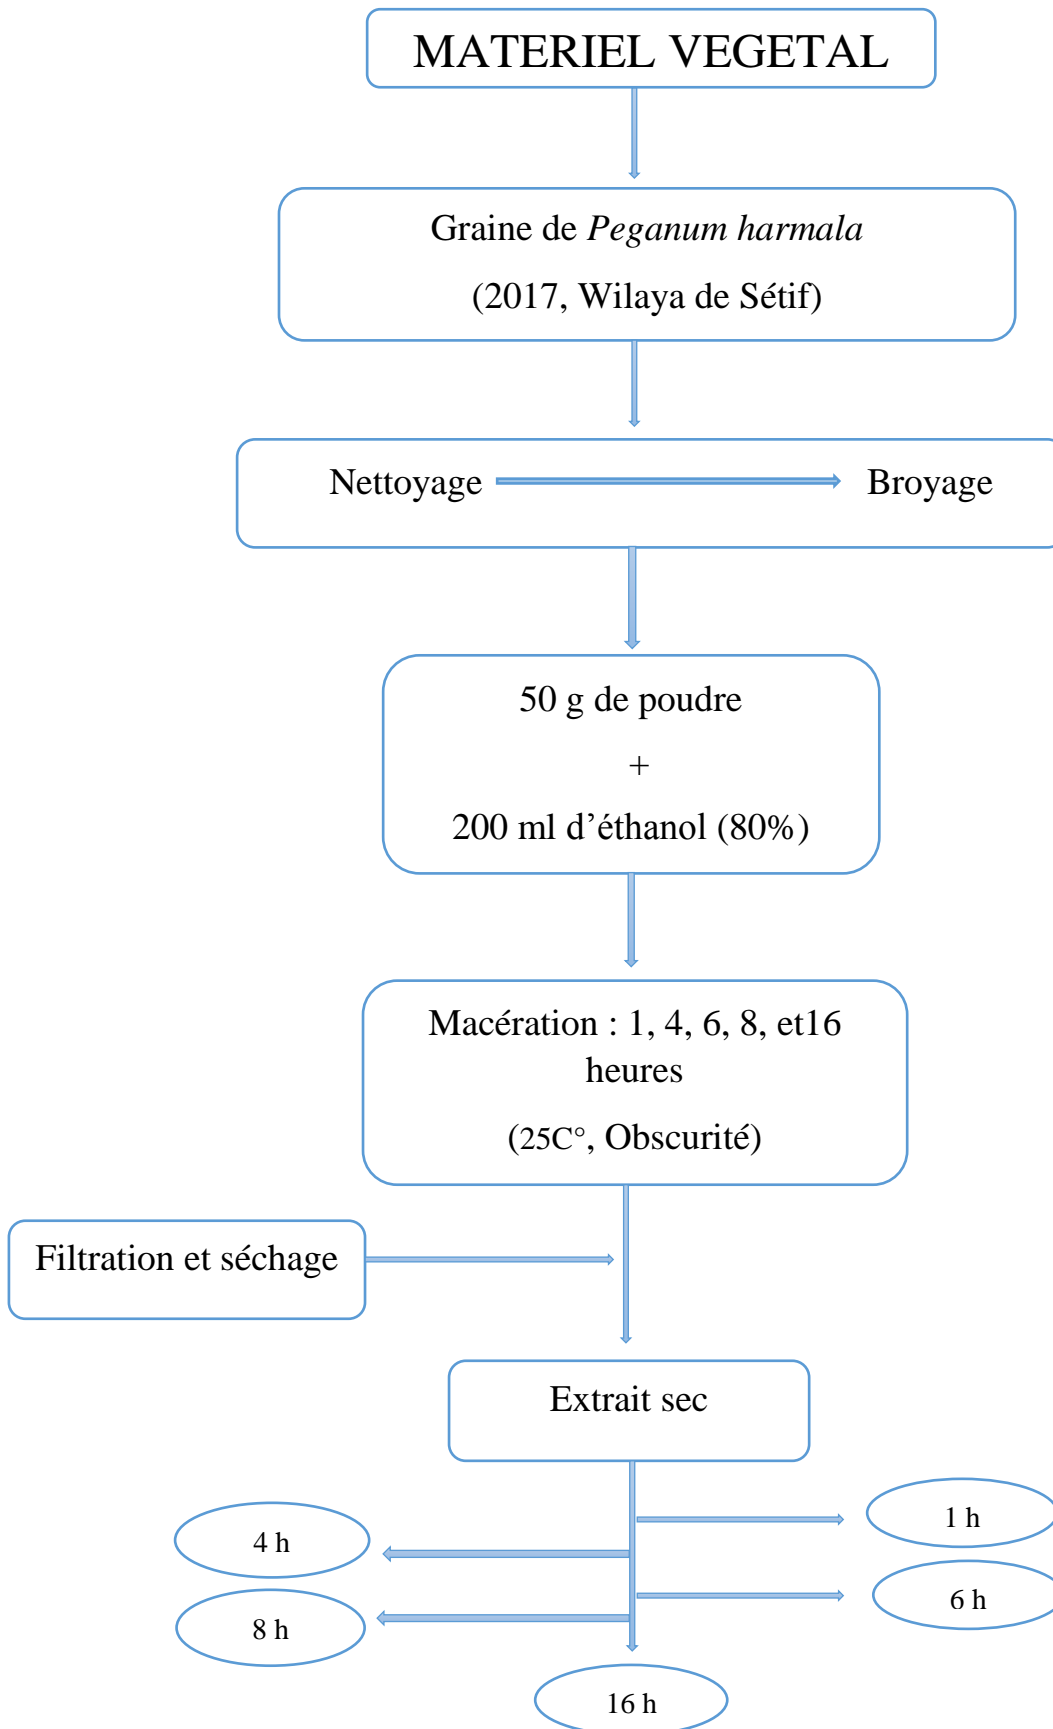 MATERIEL VEGETAL
Graine de Peganum harmala
(2017, Wilaya de Sétif)
Nettoyage Broyage
50 g de poudre
+
200 ml d’éthanol (80%)
Macération : 1, 4, 6, 8, et16
heures
(25C°, Obscurité)
Filtration et séchage
Extrait sec
1 h
4 h
6 h
8 h
16 h